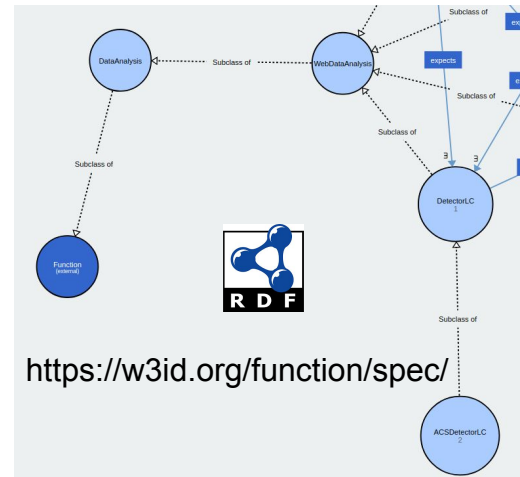 Subclass of
expects
DataAnalysis
Subclass of
WebDataAnalysis
Subclass of
Subclass of
Subclass of
∃
∃
DetectorLC
1
Function
(external)
RDF
Subclass of
https://w3id.org/function/spec/
ACSDetectorLC
2